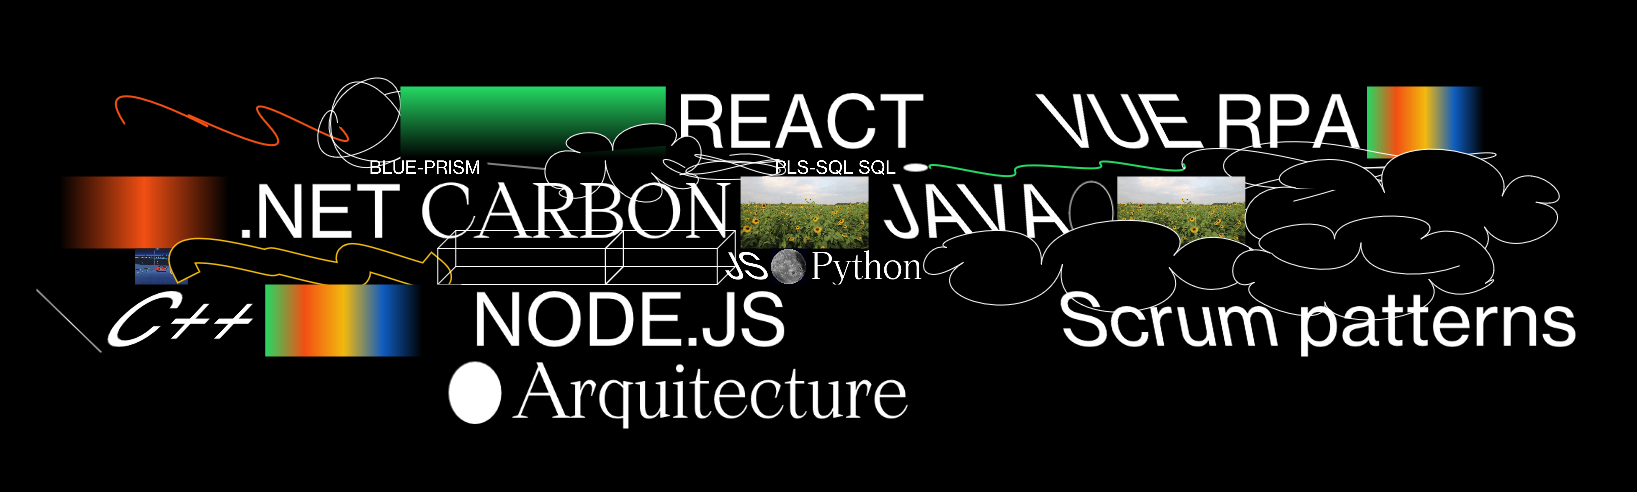 REACT VUE RPA
BLUE-PRISM PLS-SQL SQL
.NET CARBON JAVA
JS Python
C++ NODE.JS Scrum patterns
Arquitecture